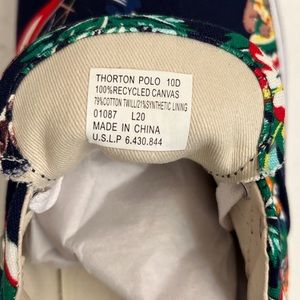 THORTON POLO 10D
100%RECYCLED CANVAS
79%COTTON TWILL/21%SYNTHETIC LINING
01087 L20
MADE IN CHINA
U.S.L.P 6.430.844